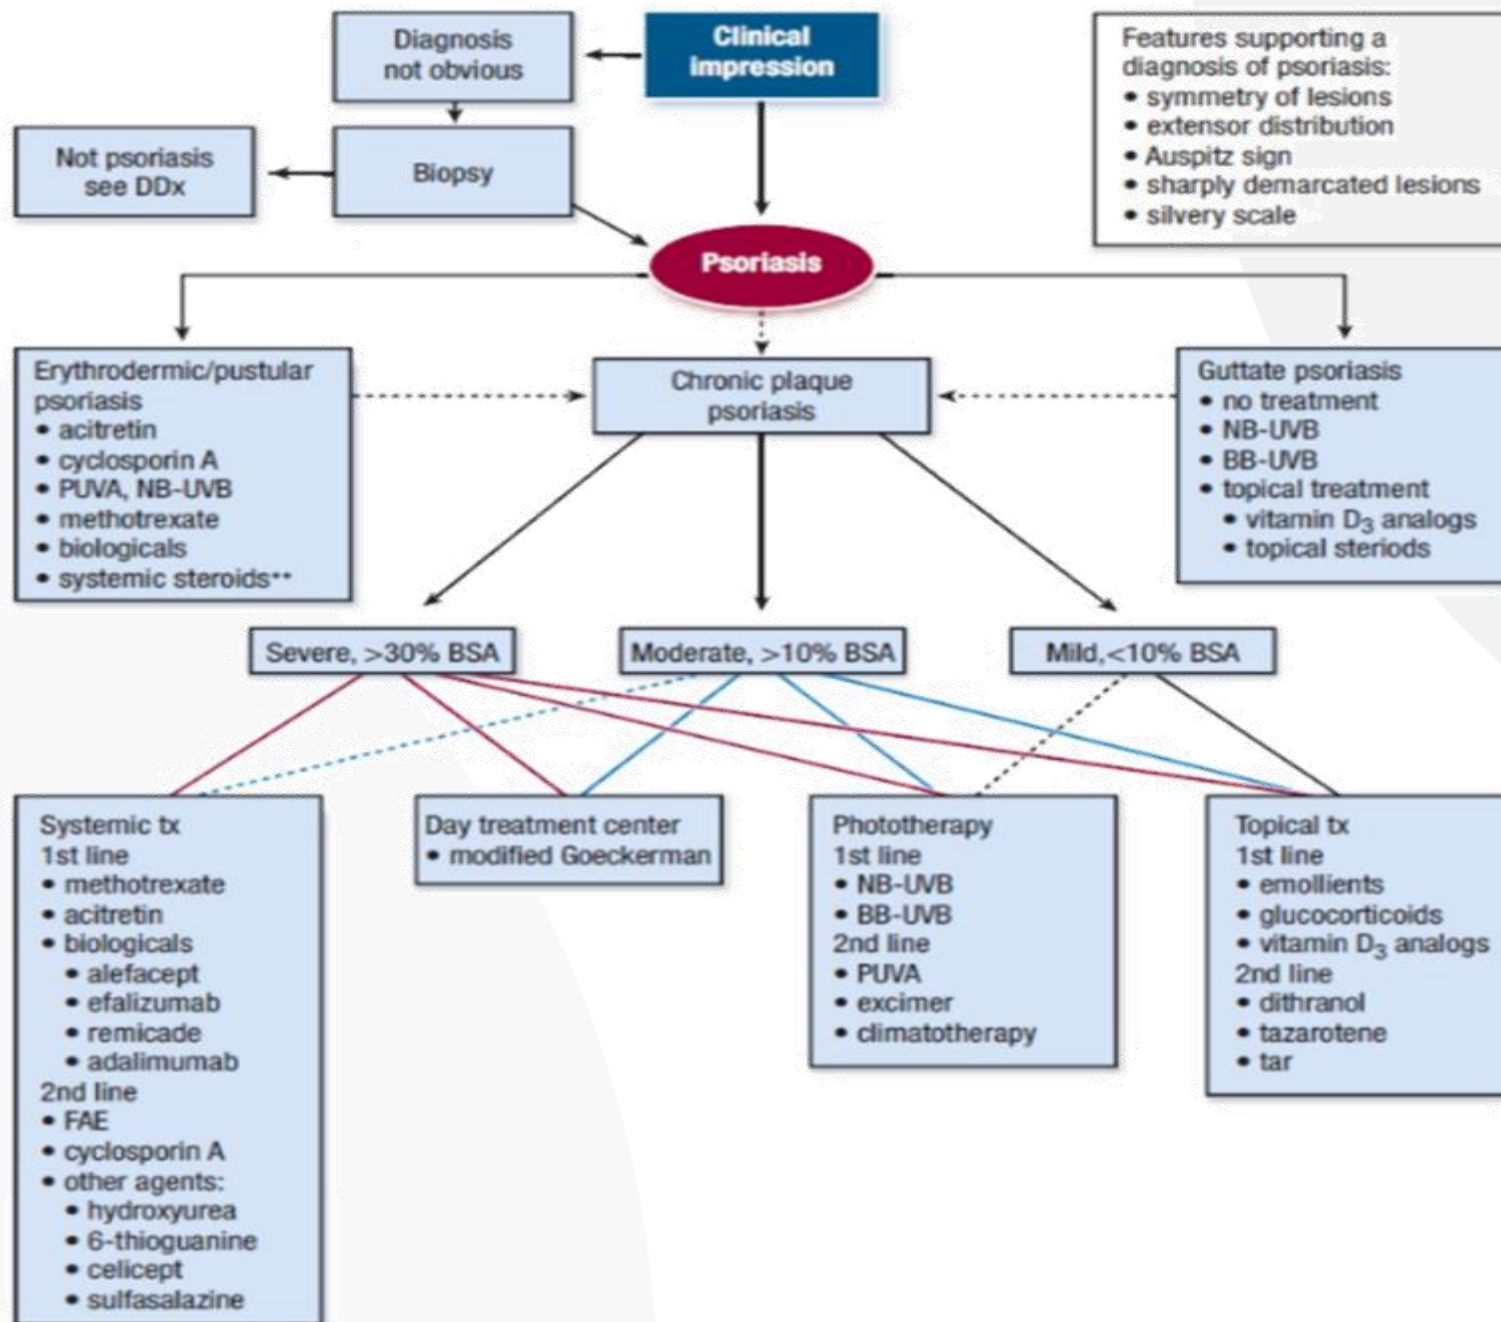 Diagnosis
not obvious
Clinical
impression
Features supporting a
diagnosis of psoriasis:
• symmetry of lesions
• extensor distribution
• Auspitz sign
• sharply demarcated lesions
• silvery scale
Not psoriasis
see DDx
Biopsy
Psoriasis
Erythrodermic/pustular
psoriasis
• acitretin
• cyclosporin A
• PUVA, NB-UVB
• methotrexate
• biologicals
• systemic steroids**
Chronic plaque
psoriasis
Guttate psoriasis
• no treatment
• NB-UVB
• BB-UVB
• topical treatment
• vitamin D3 analogs
• topical steriods
Severe, >30% BSA
Moderate, >10% BSA
Mild,<10% BSA
Systemic tx
1st line
• methotrexate
• acitretin
• biologicals
• alefacept
• efalizumab
• remicade
• adalimumab
2nd line
• FAE
• cyclosporin A
• other agents:
• hydroxyurea
• 6-thioguanine
• celicept
• sulfasalazine
Day treatment center
• modified Goeckerman
Phototherapy
1st line
• NB-UVB
• BB-UVB
2nd line
• PUVA
• excimer
• climatotherapy
Topical tx
1st line
• emollients
• glucocorticoids
• vitamin D3 analogs
2nd line
• dithranol
• tazarotene
• tar